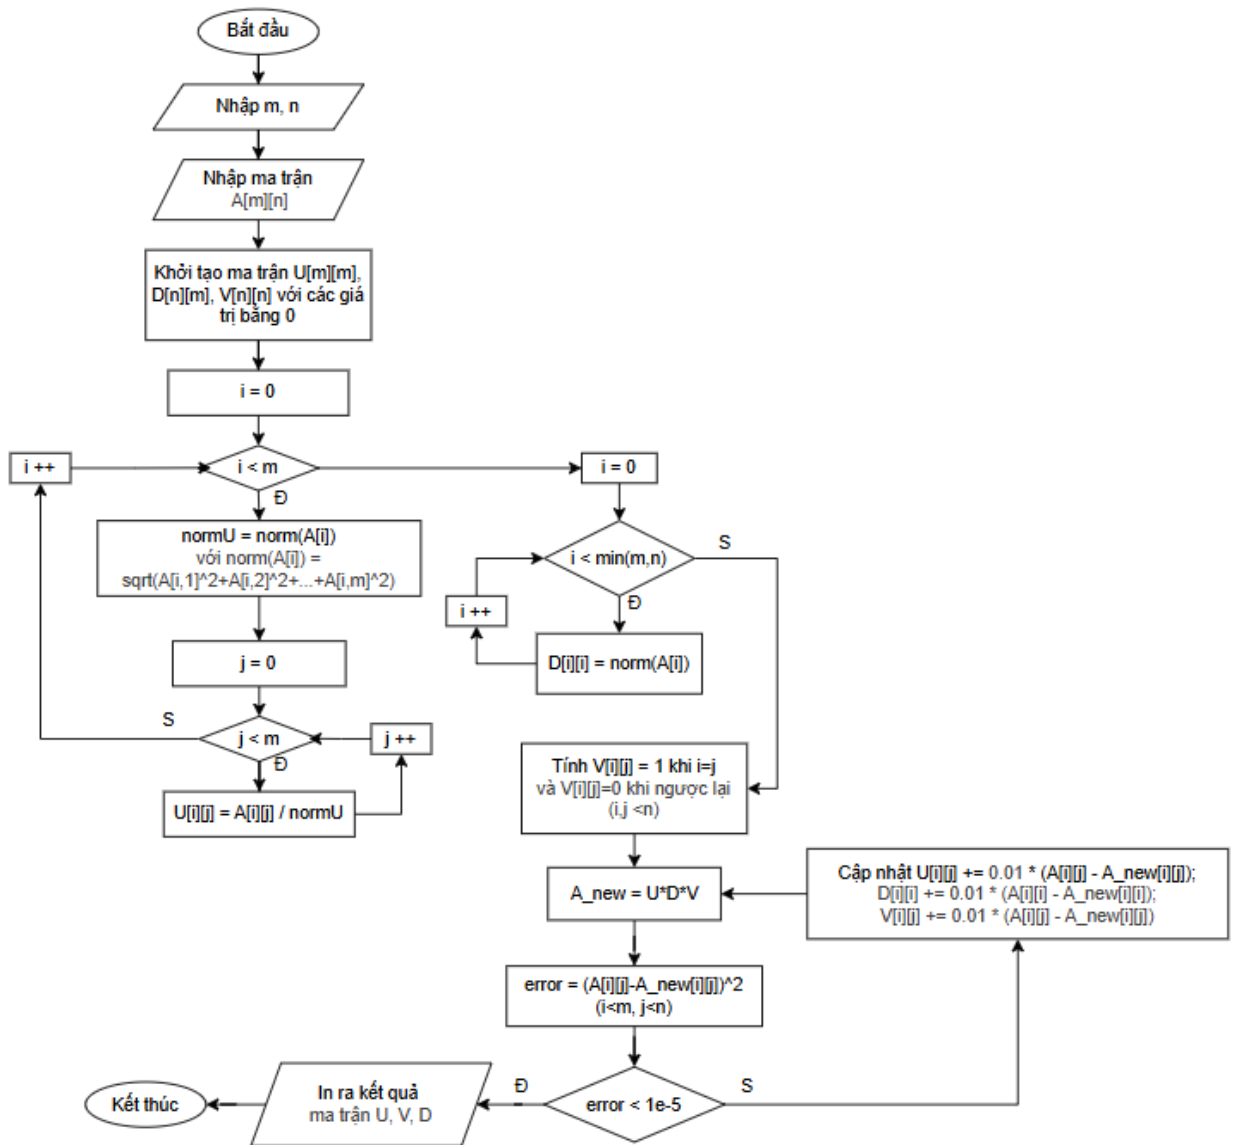 Bắt đầu
Nhập m, n
Nhập ma trận
A[m][n]
Khởi tạo ma trận U[m][m],
D[n][m], V[n][n] với các giá
trị bằng 0
i = 0
i ++
i < m
Đ
normU = norm(A[i])
với norm(A[i]) =
sqrt(A[i,1]^2+A[i,2]^2+...+A[i,m]^2)
j = 0
S
j < m
j ++
Đ
U[i][j] = A[i][j] / normU
i = 0
i < min(m,n)
S
Đ
i ++
D[i][i] = norm(A[i])
Tính V[i][j] = 1 khi i=j
và V[i][j]=0 khi ngược lại
(i,j <n)
A_new = U*D*V
Cập nhật U[i][j] += 0.01 * (A[i][j] - A_new[i][j]);
D[i][i] += 0.01 * (A[i][i] - A_new[i][i]);
V[i][j] += 0.01 * (A[i][j] - A_new[i][j])
error = (A[i][j]-A_new[i][j])^2
(i<m, j<n)
error < 1e-5
S
Đ
In ra kết quả
ma trận U, V, D
Kết thúc